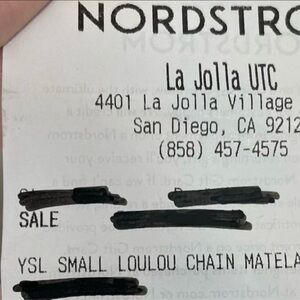 NORDSTRO
La Jolla UTC
4401 La Jolla Village
San Diego, CA 9212
(858) 457-4575
SALE
YSL SMALL LOULOU CHAIN MATELA